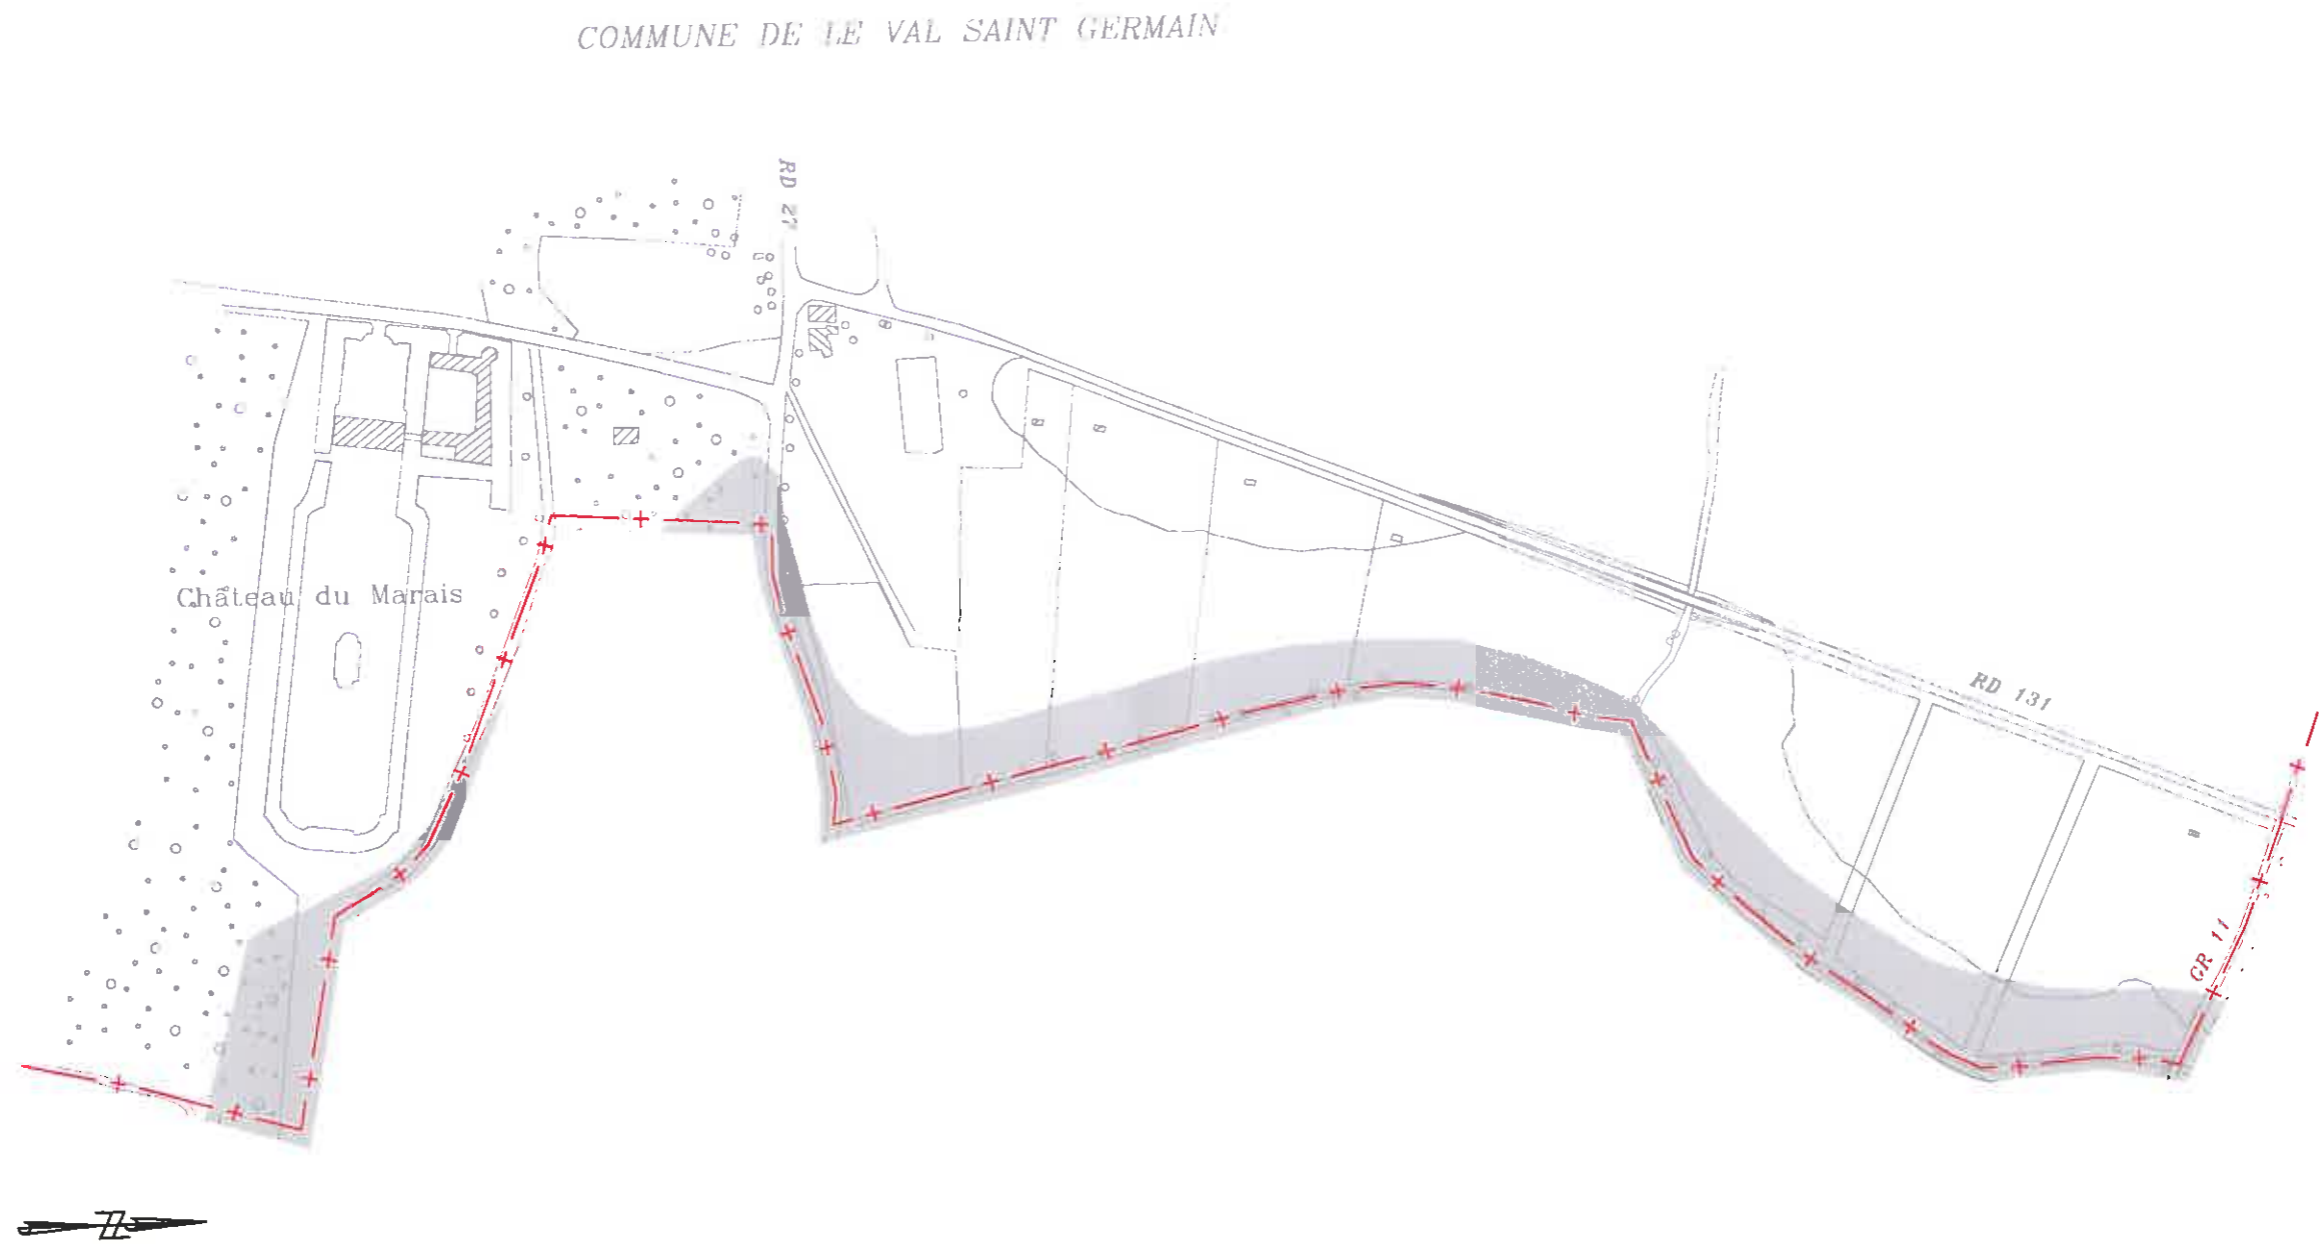 COMMUNE DE LE VAL SAINT GERMAIN
RD 27
Château du Marais
RD 131
GR 11